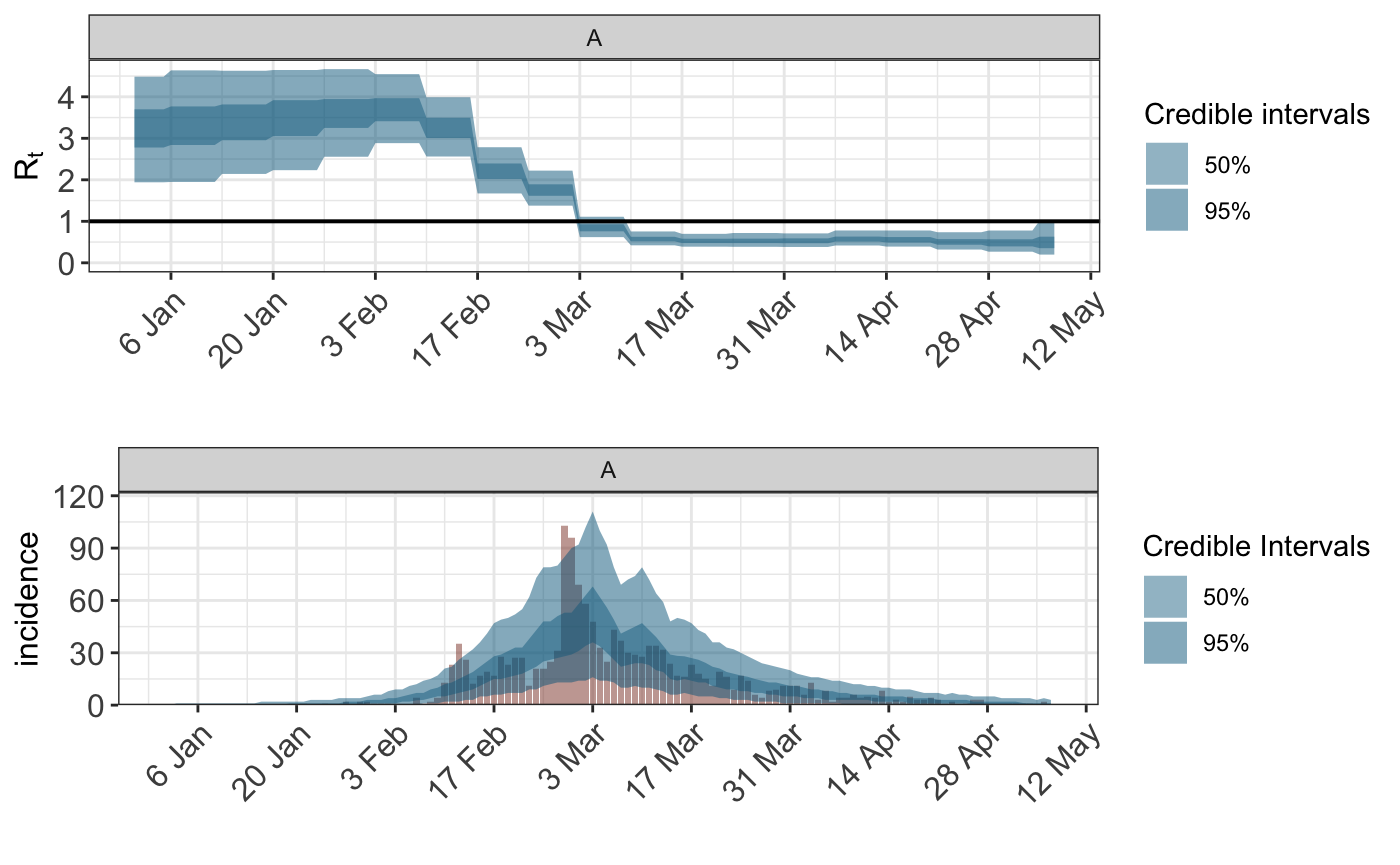 A
4
3
2
1
0
Rt
6 Jan
20 Jan
3 Feb
17 Feb
3 Mar
17 Mar
31 Mar
14 Apr
28 Apr
12 May
Credible intervals
50%
95%
A
120
90
60
30
0
incidence
6 Jan
20 Jan
3 Feb
17 Feb
3 Mar
17 Mar
31 Mar
14 Apr
28 Apr
12 May
Credible Intervals
50%
95%